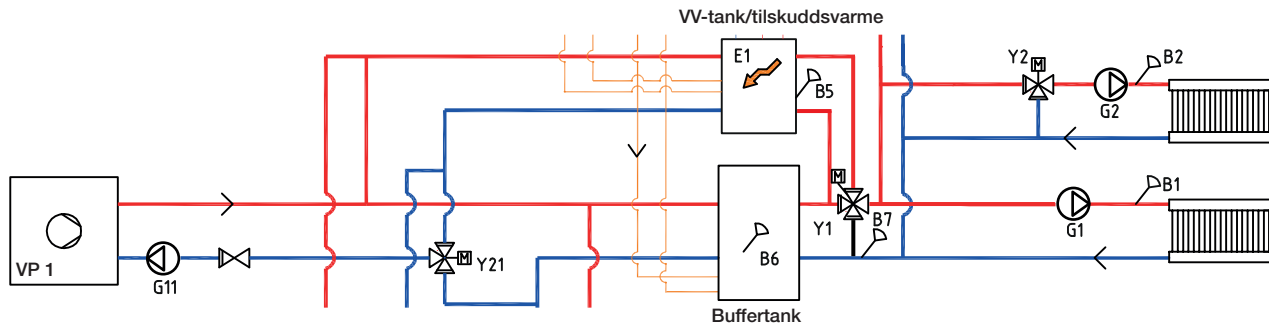 VV-tank/tilskuddsvarme
E1
B5
Y2
M
G2
B2
M
Y1
B7
G1
B1
VP 1
G11
M
Y21
B6
Buffertank